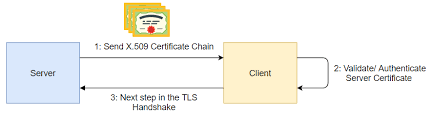 1: Send X.509 Certificate Chain
Server
Client
2: Validate/ Authenticate
Server Certificate
3: Next step in the TLS
Handshake